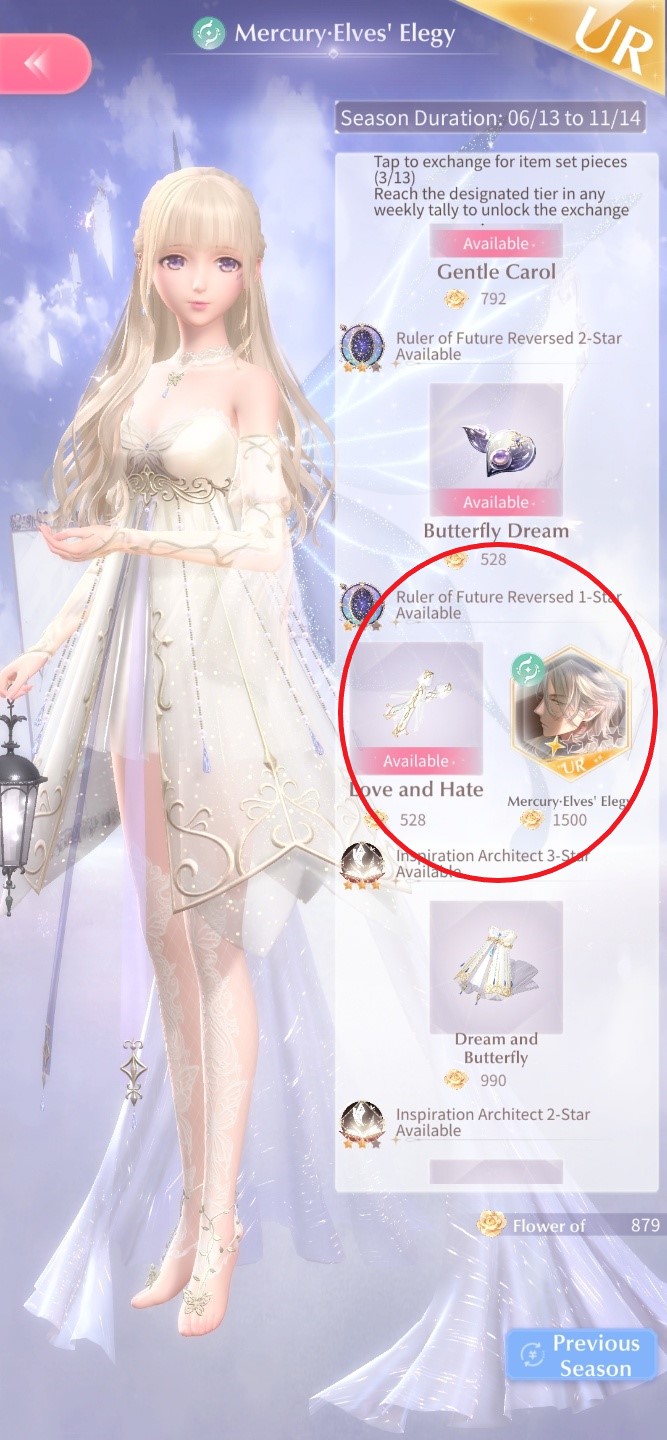 Mercury·Elves' Elegy
UR
Season Duration: 06/13 to 11/14
Tap to exchange for item set pieces
(3/13)
Reach the designated tier in any
weekly tally to unlock the exchange
Available
Gentle Carol
792
Ruler of Future Reversed 2-Star
Available
Available
Butterfly Dream
528
Ruler of Future Reversed 1-Star
Available
UR
Available
Love and Hate
Mercury·Elves' Elegy
528
1500
Inspiration Architect 3-Star
Available
Dream and
Butterfly
990
Inspiration Architect 2-Star
Available
Flower of 879
Previous
Season